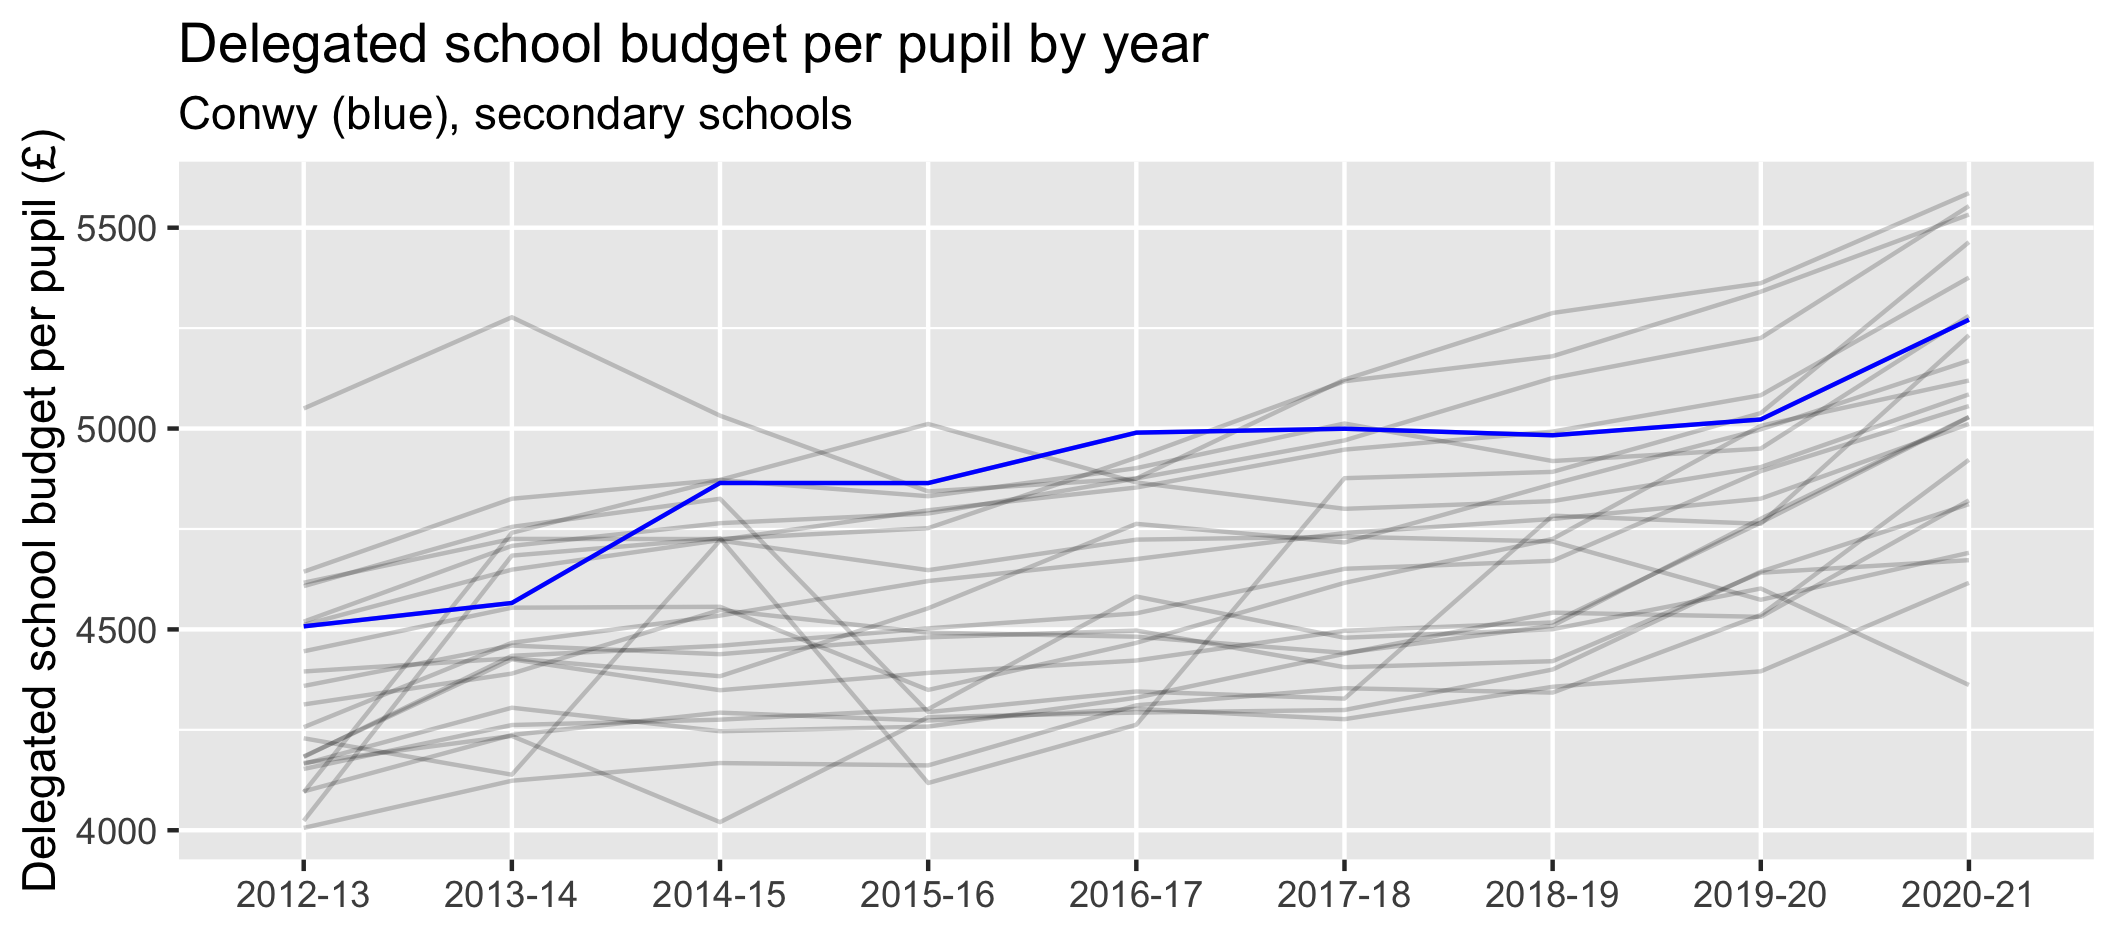 Delegated school budget per pupil by year
Conwy (blue), secondary schools
Delegated school budget per pupil (£)
5500
5000
4500
4000
2012-13 2013-14 2014-15 2015-16 2016-17 2017-18 2018-19 2019-20 2020-21